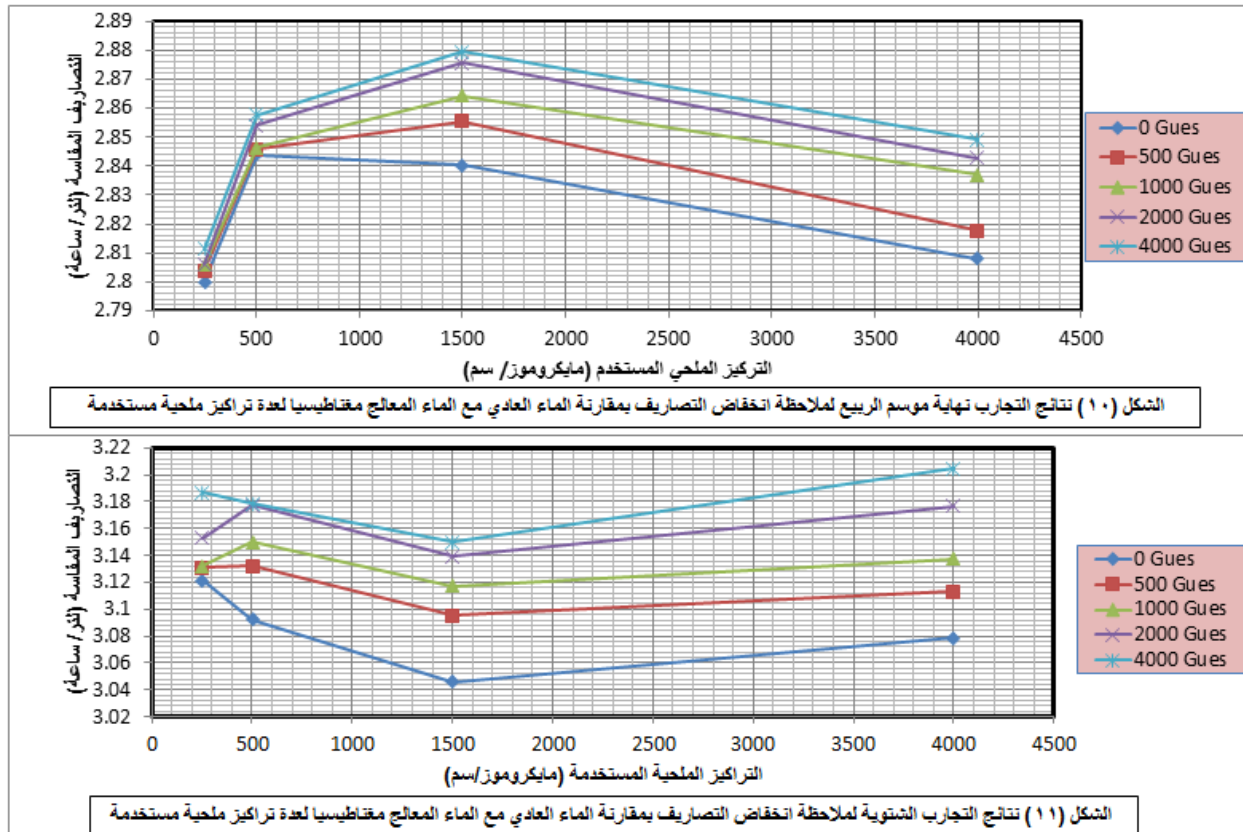 2.89
2.88
2.87
2.86
2.85
2.84
2.83
2.82
2.81
2.8
2.79
التصاريف المقاسة (لتر/ ساعة)
0 500 1000 1500 2000 2500 3000 3500 4000 4500
التركيز الملحي المستخدم (مايكروموز/ سم)
0 Gues
500 Gues
1000 Gues
2000 Gues
4000 Gues
الشكل (١٠) نتائج التجارب نهاية موسم الربيع لملاحظة انخفاض التصاريف بمقارنة الماء العادي مع الماء المعالج مغناطيسيا لعدة تراكيز ملحية مستخدمة
3.22
3.2
3.18
3.16
3.14
3.12
3.1
3.08
3.06
3.04
3.02
التصاريف المقاسة (لتر/ ساعة)
0 500 1000 1500 2000 2500 3000 3500 4000 4500
التراكيز الملحية المستخدمة (مايكروموز/سم)
0 Gues
500 Gues
1000 Gues
2000 Gues
4000 Gues
الشكل (١١) نتائج التجارب الشتوية لملاحظة انخفاض التصاريف بمقارنة الماء العادي مع الماء المعالج مغناطيسيا لعدة تراكيز ملحية مستخدمة